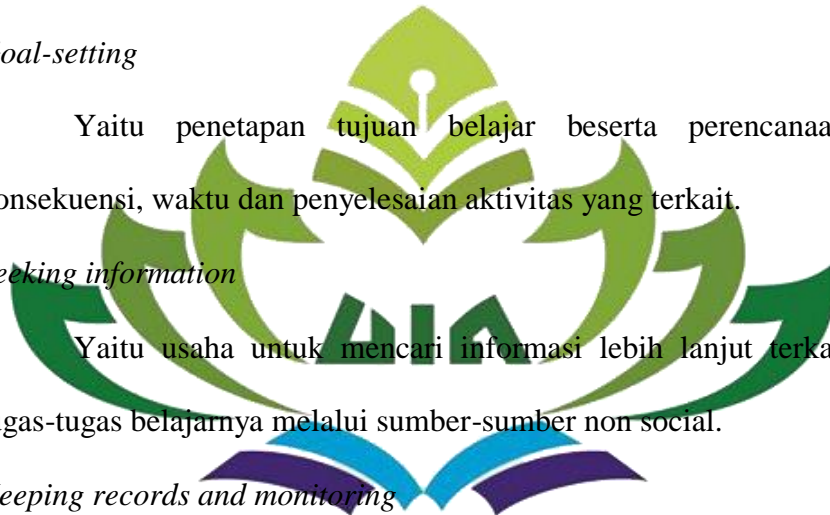 oal-setting
Yaitu penetapan tujuan belajar beserta perencanaa
onsekuensi, waktu dan penyelesaian aktivitas yang terkait.
eeking information
UIN
Yaitu usaha untuk mencari informasi lebih lanjut terka
gas-tugas belajarnya melalui sumber-sumber non social.
eeping records and monitoring